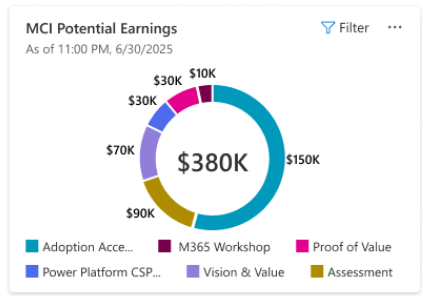 MCI Potential Earnings
Filter
As of 11:00 PM, 6/30/2025
$10K
$30K
$30K
$70K
$380K
$150K
$90K
Adoption Acce...
M365 Workshop
Proof of Value
Power Platform CSP...
Vision & Value
Assessment